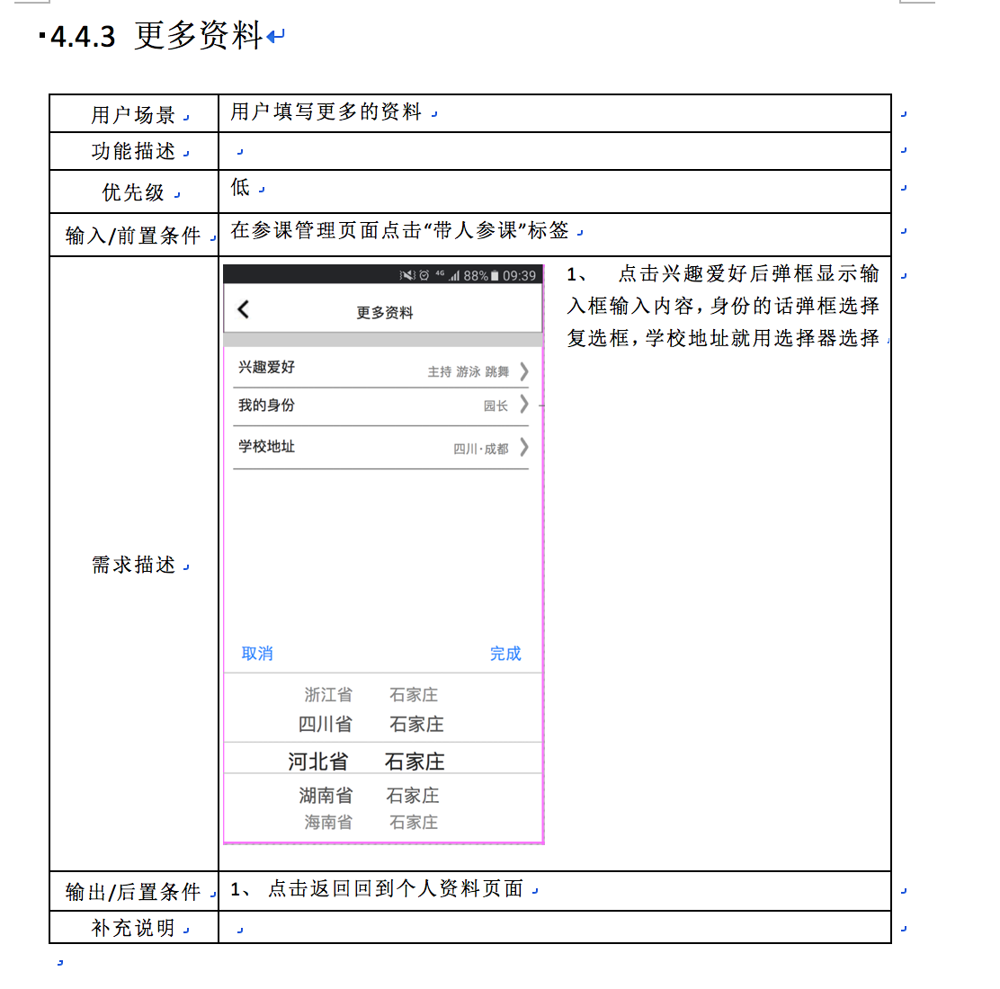 4.4.3 更多资料
用户场景 用户填写更多的资料
功能描述
优先级 低
输入/前置条件 在参课管理页面点击“带人参课”标签
需求描述
4G 88% 09:39
更多资料
兴趣爱好 主持 游泳 跳舞
我的身份 园长
学校地址 四川·成都
取消 完成
浙江省 石家庄
四川省 石家庄
河北省 石家庄
湖南省 石家庄
海南省 石家庄
1、 点击兴趣爱好后弹框显示输
入框输入内容，身份的话弹框选择
复选框，学校地址就用选择器选择
输出/后置条件 1、 点击返回回到个人资料页面
补充说明